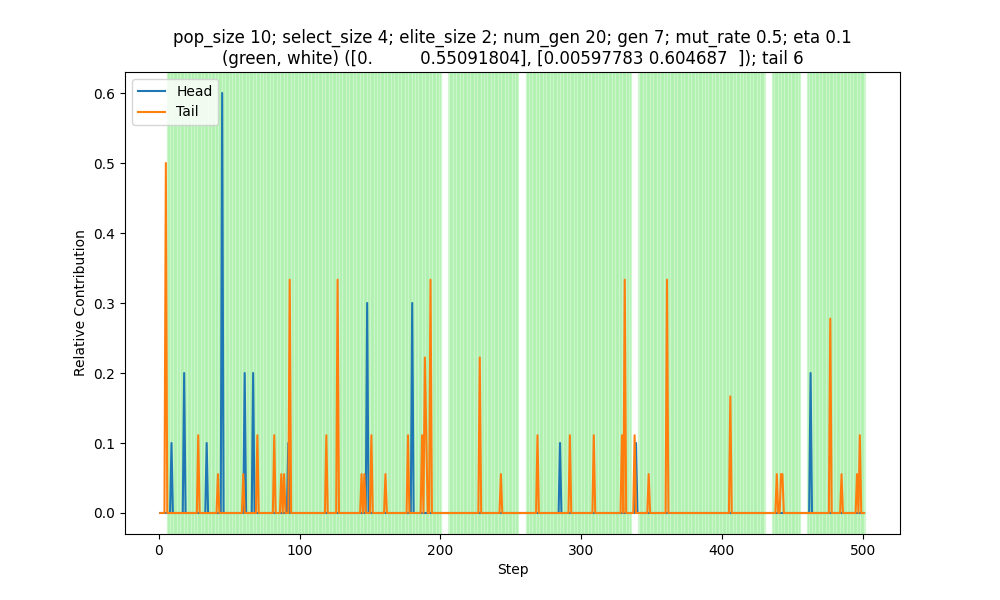 pop_size 10; select_size 4; elite_size 2; num_gen 20; gen 7; mut_rate 0.5; eta 0.1
(green, white) ([0.         0.55091804], [0.00597783 0.604687  ]); tail 6
Head
Tail
0.6
0.5
0.4
0.3
0.2
0.1
0.0
Relative Contribution
0 100 200 300 400 500
Step